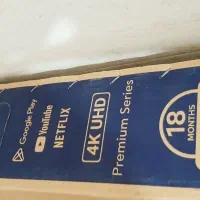 Google Play
YouTube
NETFLIX
4K UHD
Premium Series
18
MONTHS